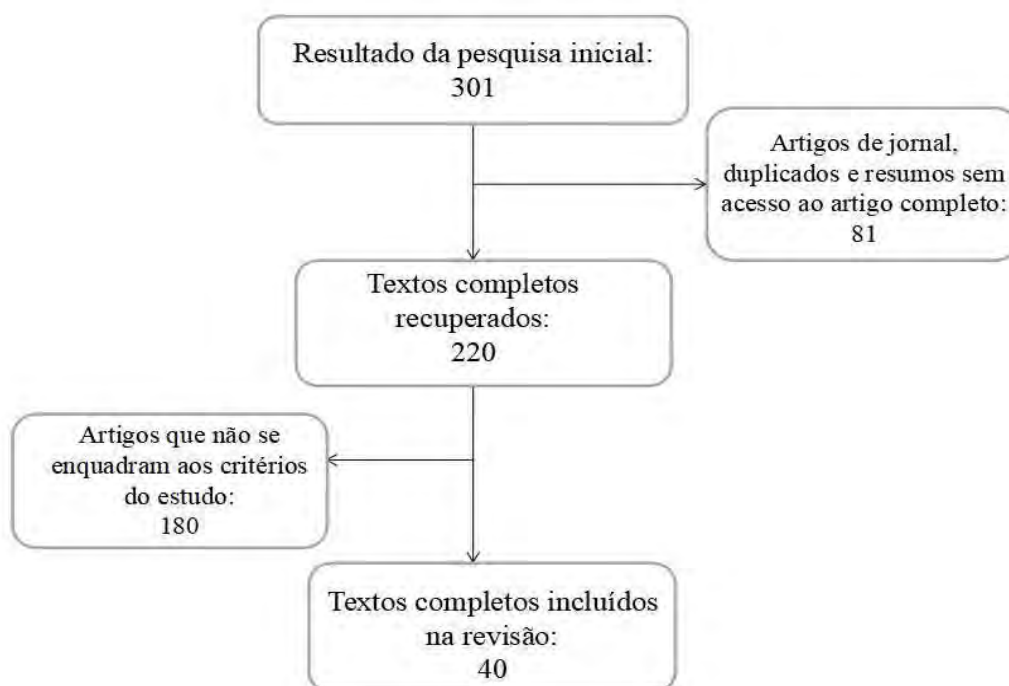 Resultado da pesquisa inicial:
301
Artigos de jornal,
duplicados e resumos sem
acesso ao artigo completo:
81
Textos completos
recuperados:
220
Artigos que não se
enquadram aos critérios
do estudo:
180
Textos completos incluídos
na revisão:
40